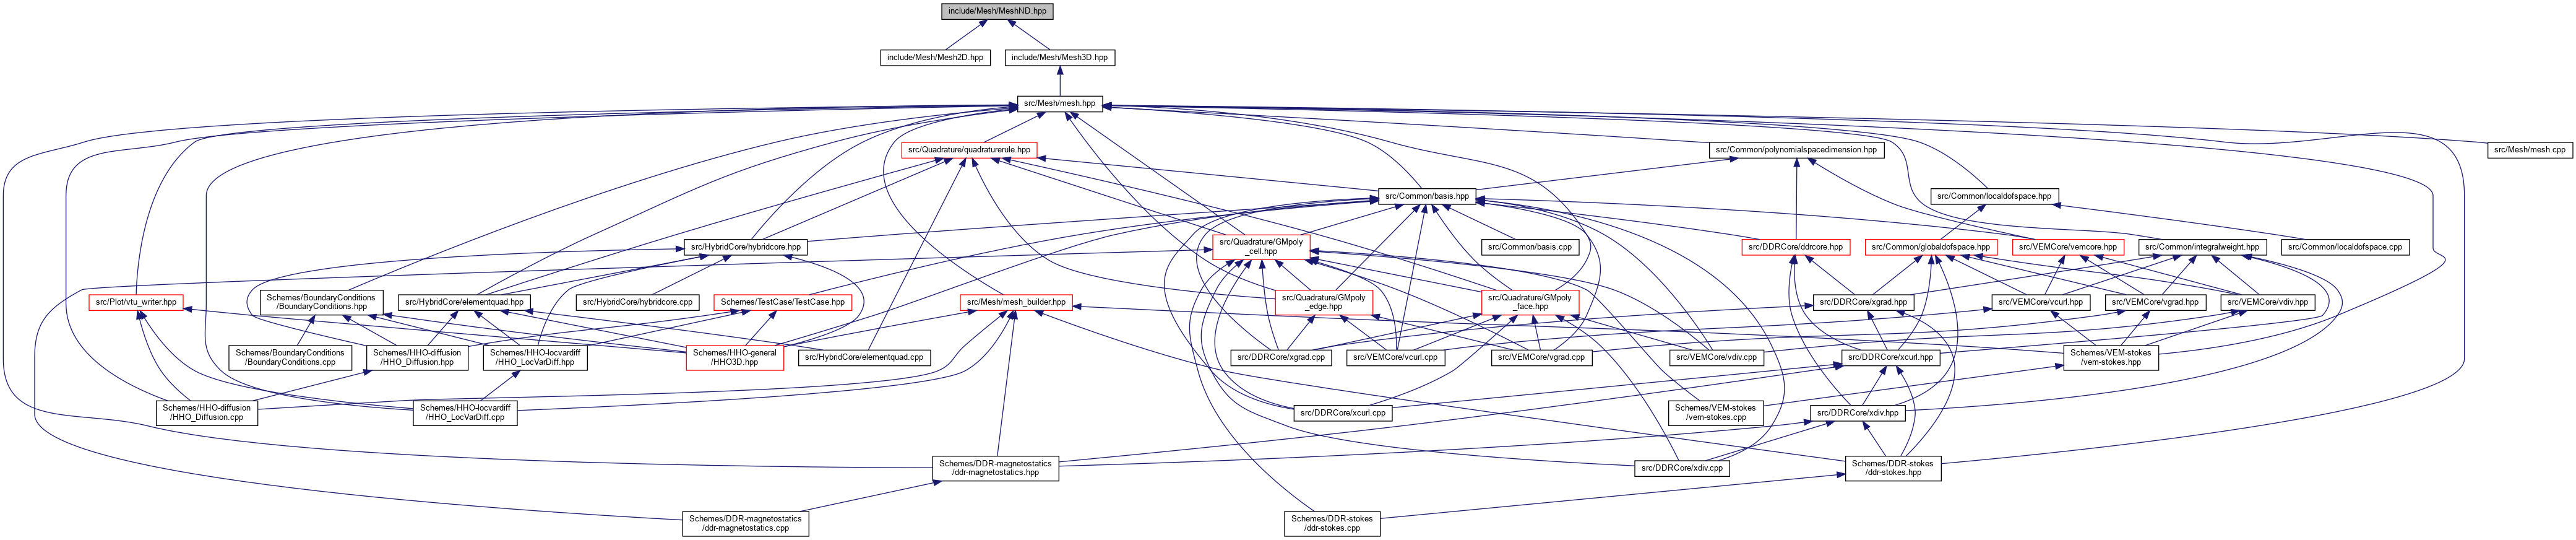 include/Mesh/MeshND.hpp
include/Mesh/Mesh2D.hpp
include/Mesh/Mesh3D.hpp
src/Mesh/mesh.hpp
src/Quadrature/quadraturerule.hpp
src/Common/polynomialspacedimension.hpp
src/Mesh/mesh.cpp
src/Common/basis.hpp
src/Common/localdofspace.hpp
src/HybridCore/hybridcore.hpp
src/Quadrature/GMpoly
_cell.hpp
src/Common/basis.cpp
src/DDRCore/ddrcore.hpp
src/Common/globaldofspace.hpp
src/VEMCore/vemcore.hpp
src/Common/integralweight.hpp
src/Common/localdofspace.cpp
src/Plot/vtu_writer.hpp
Schemes/BoundaryConditions
/BoundaryConditions.hpp
src/HybridCore/elementquad.hpp
src/HybridCore/hybridcore.cpp
Schemes/TestCase/TestCase.hpp
src/Mesh/mesh_builder.hpp
src/Quadrature/GMpoly
_edge.hpp
src/Quadrature/GMpoly
_face.hpp
src/DDRCore/xgrad.hpp
src/VEMCore/vcurl.hpp
src/VEMCore/vgrad.hpp
src/VEMCore/vdiv.hpp
Schemes/BoundaryConditions
/BoundaryConditions.cpp
Schemes/HHO-diffusion
/HHO_Diffusion.hpp
Schemes/HHO-locvardiff
/HHO_LocVarDiff.hpp
Schemes/HHO-general
/HHO3D.hpp
src/HybridCore/elementquad.cpp
src/DDRCore/xgrad.cpp
src/VEMCore/vcurl.cpp
src/VEMCore/vgrad.cpp
src/VEMCore/vdiv.cpp
src/DDRCore/xcurl.hpp
Schemes/VEM-stokes
/vem-stokes.hpp
Schemes/HHO-diffusion
/HHO_Diffusion.cpp
Schemes/HHO-locvardiff
/HHO_LocVarDiff.cpp
src/DDRCore/xcurl.cpp
Schemes/VEM-stokes
/vem-stokes.cpp
src/DDRCore/xdiv.hpp
Schemes/DDR-magnetostatics
/ddr-magnetostatics.hpp
src/DDRCore/xdiv.cpp
Schemes/DDR-stokes
/ddr-stokes.hpp
Schemes/DDR-magnetostatics
/ddr-magnetostatics.cpp
Schemes/DDR-stokes
/ddr-stokes.cpp